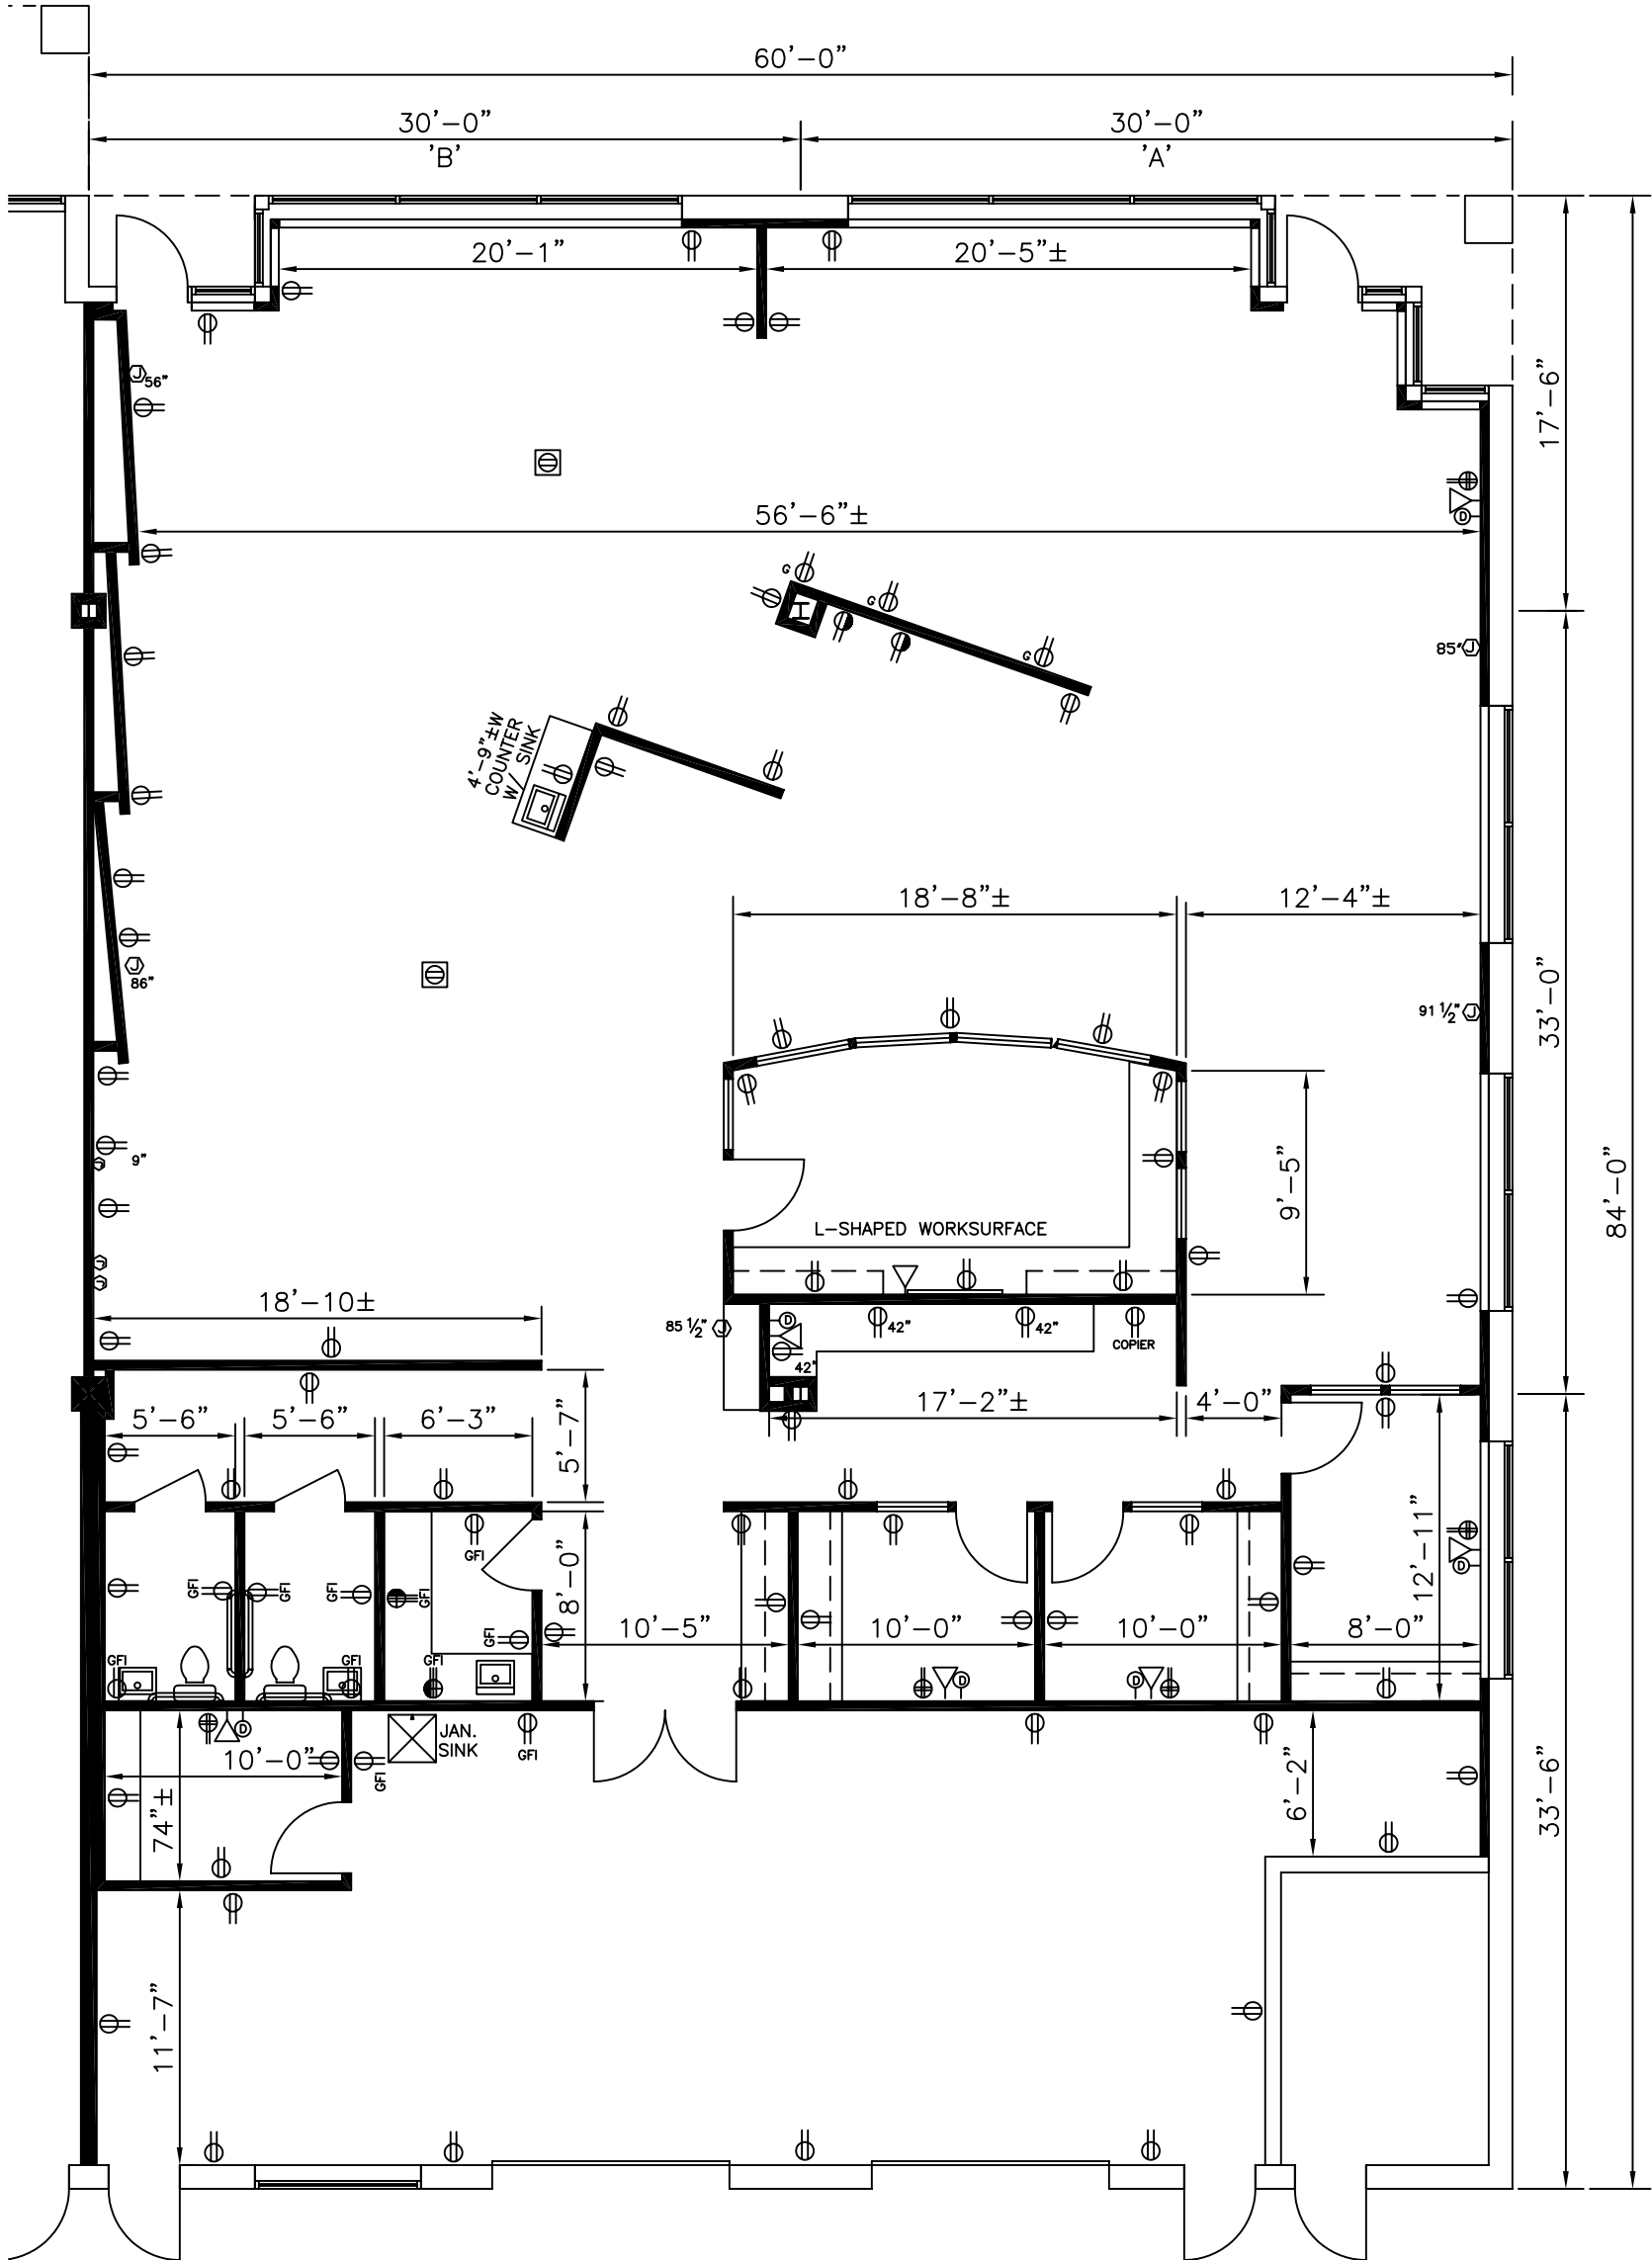 60'-0"
30'-0"
30'-0"
'B'
'A'
20'-1"
20'-5"±
J
56"
17'-6"
56'-6"±
D
G
G
G
85"
J
4'-9"±W
COUNTER
W/ SINK
18'-8"±
12'-4"±
J
86"
33'-0"
91 1/2"
J
9"
J
9'-5"
84'-0"
L-SHAPED WORKSURFACE
J
J
18'-10±
85 1/2"
J
D
42"
42"
COPIER
42"
5'-6"
5'-6"
6'-3"
5'-7"
17'-2"±
4'-0"
GFI
8'-0"
12'-11"
D
GFI
GFI
GFI
GFI
GFI
10'-5"
10'-0"
10'-0"
8'-0"
GFI
GFI
GFI
D
D
D
JAN.
SINK
GFI
10'-0"
GFI
74"±
6'-2"
33'-6"
11'-7"